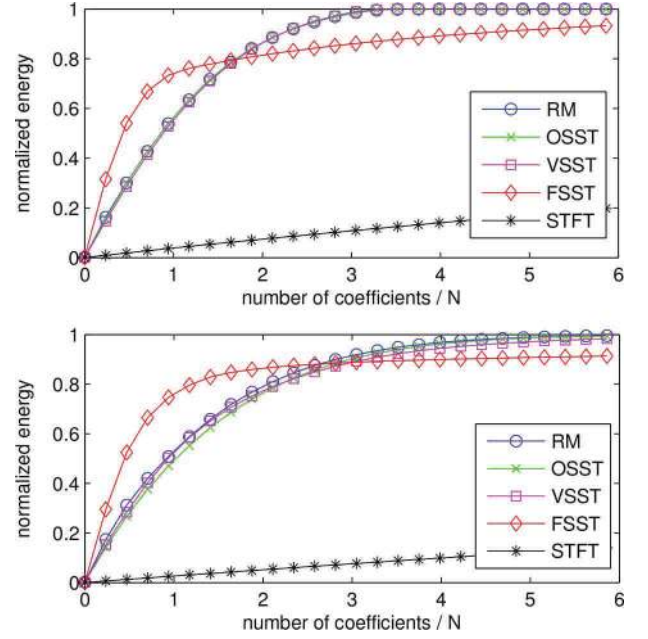 normalized energy
1
0.8
0.6
0.4
0.2
0
RM
OSST
VSST
FSST
STFT
0 1 2 3 4 5 6
number of coefficients / N
normalized energy
1
0.8
0.6
0.4
0.2
0
RM
OSST
VSST
FSST
STFT
0 1 2 3 4 5 6
number of coefficients / N